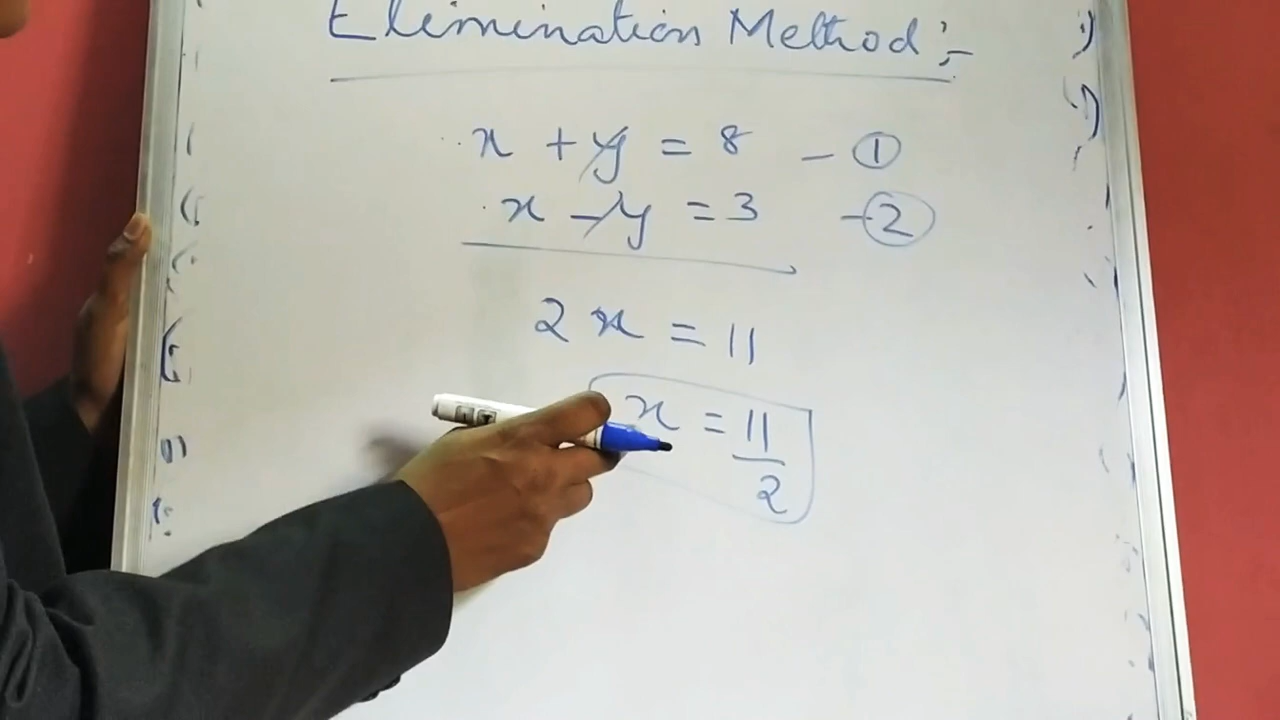 Elimination Method :-
x + y = 8 - ①
x - y = 3 - ②
2x = 11
x = 11/2